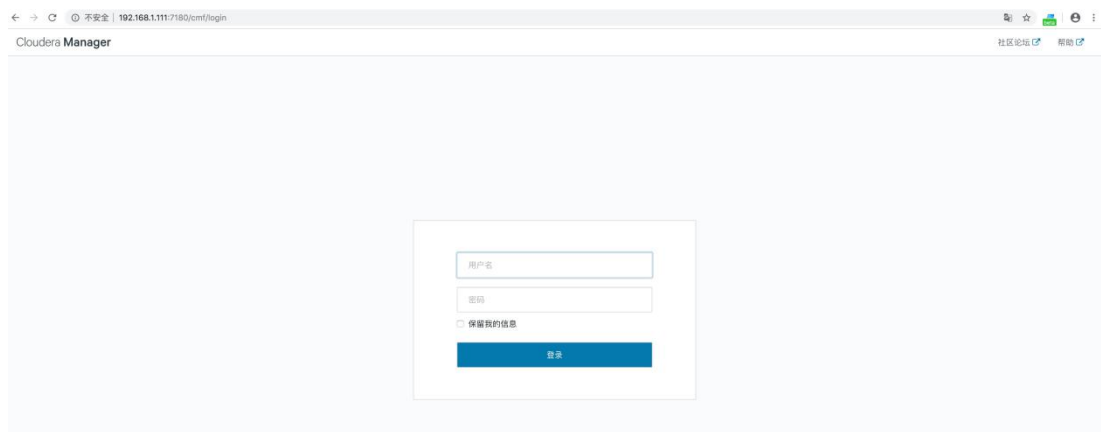 不安全 | 192.168.1.111:7180/cmf/login
beta
Cloudera Manager
社区论坛 帮助
用户名
密码
保留我的信息
登录